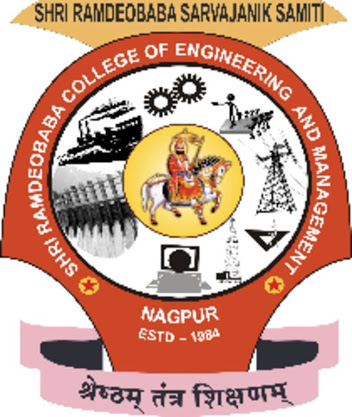 SHRI RAMDEOBABA SARVAJANIK SAMITI
SHRI RAMDEOBABA COLLEGE OF ENGINEERING AND MANAGEMENT
NAGPUR
ESTD – 1984
श्रेष्ठम् तंत्र शिक्षणम्